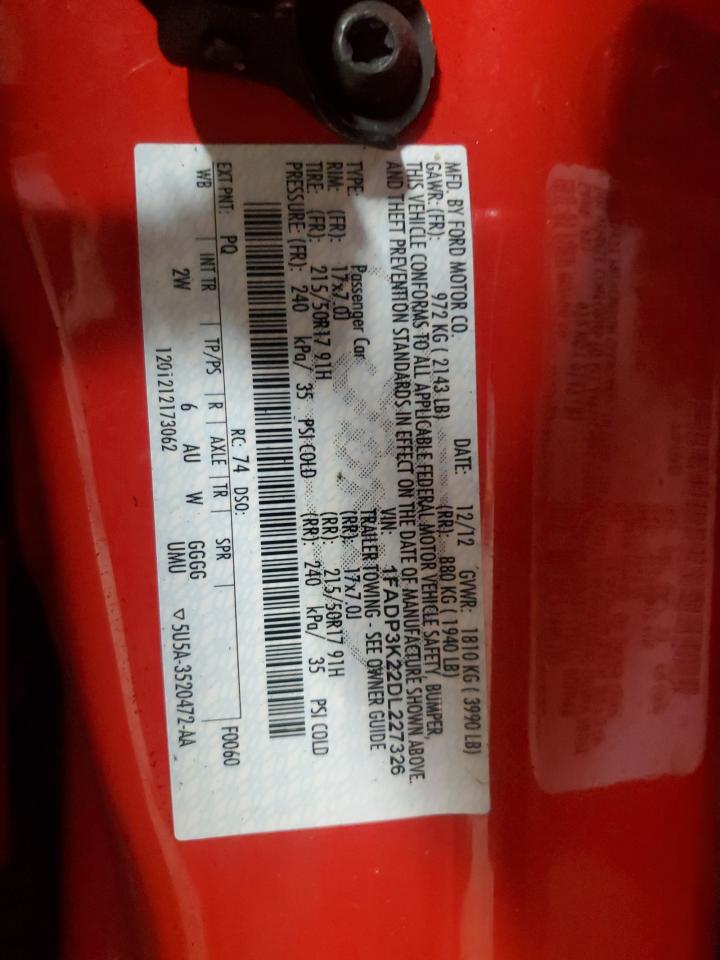 MFD. BY FORD MOTOR CO.
DATE: 12/12 GVWR: 1810 KG ( 3990 LB)
GAWR: (FR): 972 KG ( 2143 LB) (RR): 880 KG ( 1940 LB)
THIS VEHICLE CONFORMS TO ALL APPLICABLE FEDERAL MOTOR VEHICLE SAFETY, BUMPER,
AND THEFT PREVENTION STANDARDS IN EFFECT ON THE DATE OF MANUFACTURE SHOWN ABOVE.
VIN: 1FADP3K22DL227326
TYPE: Passenger Car TRAILER TOWING - SEE OWNER GUIDE
RIM: (FR): 17x7.0J (RR): 17x7.0J
TIRE: (FR): 215/50R17 91H (RR): 215/50R17 91H
PRESSURE (FR): 240 kPa/ 35 PSI COLD (RR): 240 kPa/ 35 PSI COLD
RC: 74 DSO: F0060
EXT PNT: PQ
WB INT TR TP/PS R AXLE TR SPR
2W 6 AU W GGGG
UMU
120i212173062 5U5A-3520472-AA